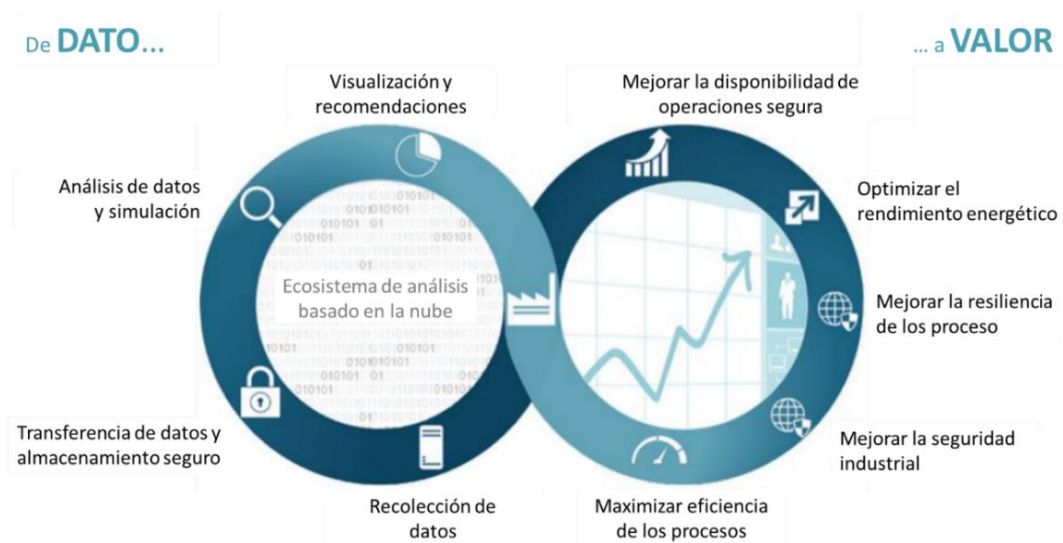 De DATO...
... a VALOR
Visualización y
recomendaciones
Mejorar la disponibilidad de
operaciones segura
Análisis de datos
y simulación
Optimizar el
rendimiento energético
Ecosistema de análisis
basado en la nube
Mejorar la resiliencia
de los proceso
Transferencia de datos y
almacenamiento seguro
Mejorar la seguridad
industrial
Recolección de
datos
Maximizar eficiencia
de los procesos